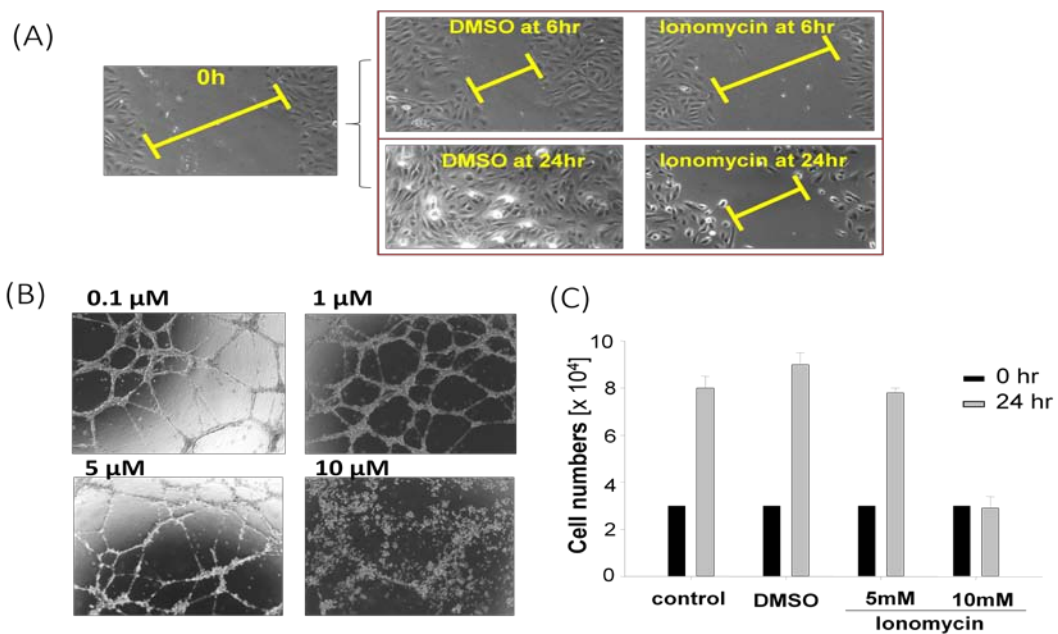 (A)
0h
DMSO at 6hr
Ionomycin at 6hr
DMSO at 24hr
Ionomycin at 24hr
(B)
0.1 μM
1 μM
5 μM
10 μM
(C)
Cell numbers [x 10⁴]
10
8
6
4
2
0
0 hr
24 hr
control
DMSO
5mM
10mM
Ionomycin